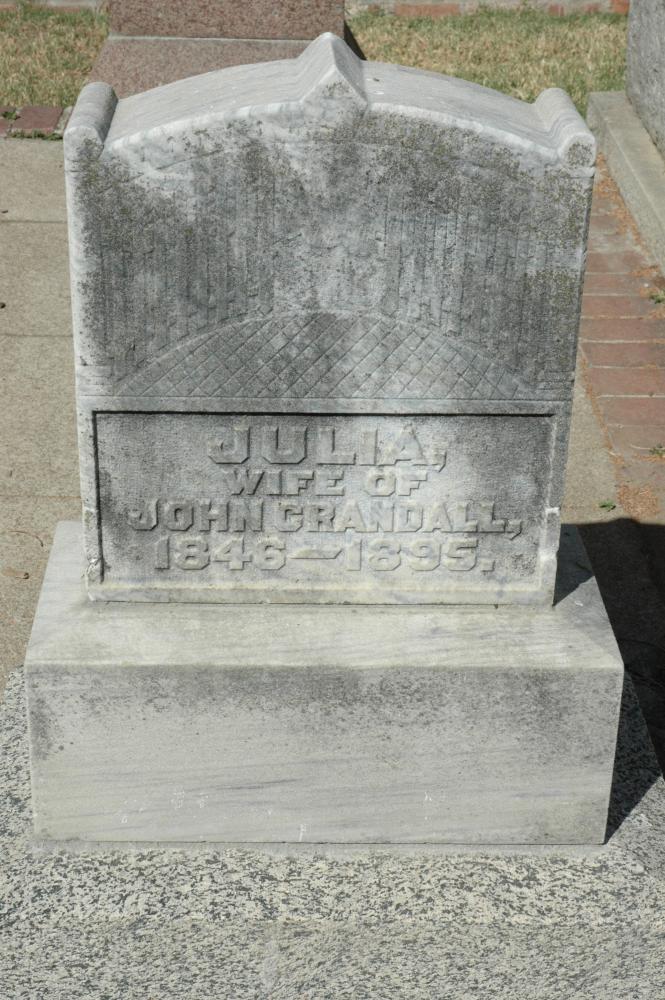 JULIA,
WIFE OF
JOHN CRANDALL,
1846—1895.